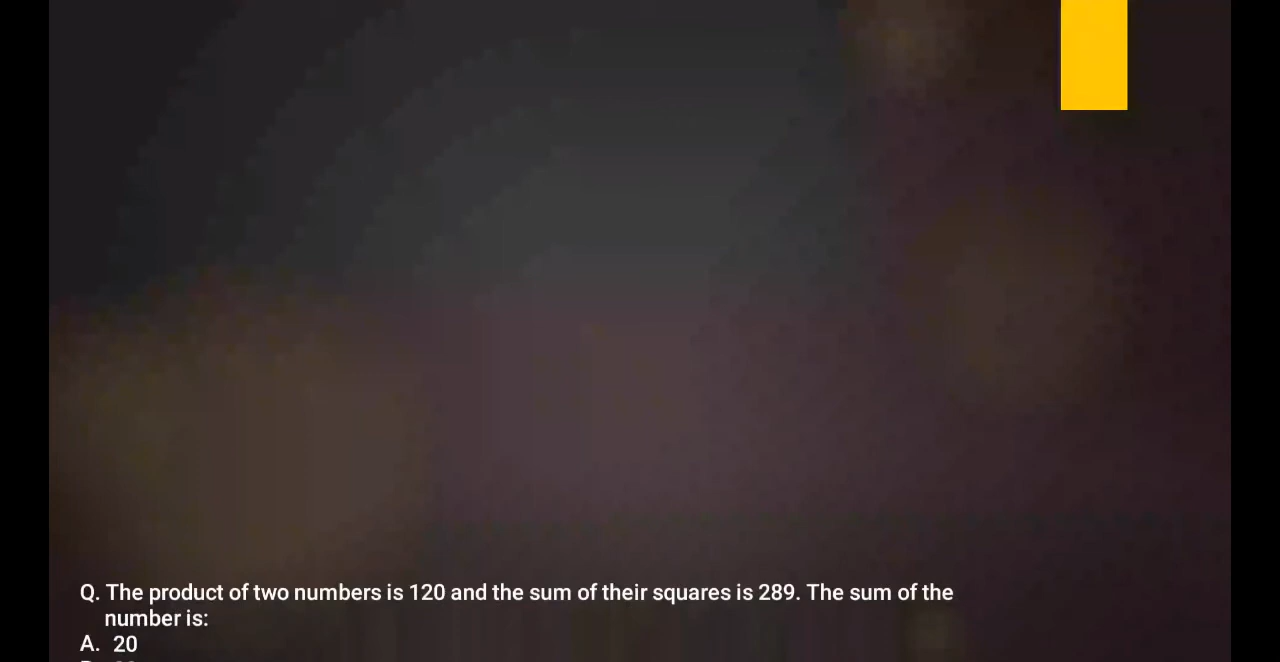 Q. The product of two numbers is 120 and the sum of their squares is 289. The sum of the
number is:
A. 20